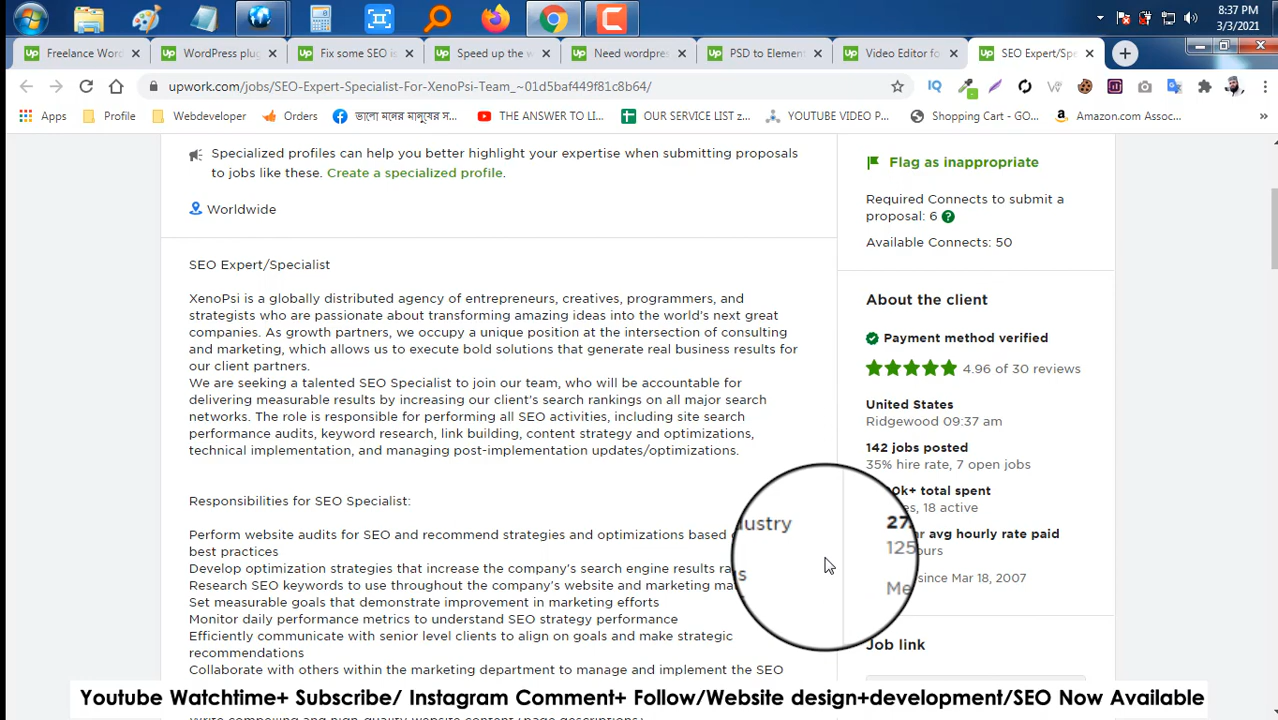 8:37 PM
3/3/2021
Freelance Wor
WordPress plu
Fix some SEO is
Speed up the w
Need wordpres
PSD to Elemen
Video Editor fo
SEO Expert/Spe
upwork.com/jobs/SEO-Expert-Specialist-For-XenoPsi-Team_~01d5baf449f81c8b64/
Apps
Profile
Webdeveloper
Orders
ভালো মনের মানুষের স...
THE ANSWER TO LI...
OUR SERVICE LIST z...
YOUTUBE VIDEO P...
Shopping Cart - GO...
Amazon.com Assoc...
Specialized profiles can help you better highlight your expertise when submitting proposals
to jobs like these. Create a specialized profile.
Worldwide
SEO Expert/Specialist
XenoPsi is a globally distributed agency of entrepreneurs, creatives, programmers, and
strategists who are passionate about transforming amazing ideas into the world's next great
companies. As growth partners, we occupy a unique position at the intersection of consulting
and marketing, which allows us to execute bold solutions that generate real business results for
our client partners.
We are seeking a talented SEO Specialist to join our team, who will be accountable for
delivering measurable results by increasing our client's search rankings on all major search
networks. The role is responsible for performing all SEO activities, including site search
performance audits, keyword research, link building, content strategy and optimizations,
technical implementation, and managing post-implementation updates/optimizations.
Responsibilities for SEO Specialist:
Perform website audits for SEO and recommend strategies and optimizations based
best practices
Develop optimization strategies that increase the company's search engine results
Research SEO keywords to use throughout the company's website and marketing
Set measurable goals that demonstrate improvement in marketing efforts
Monitor daily performance metrics to understand SEO strategy performance
Efficiently communicate with senior level clients to align on goals and make strategic
recommendations
Collaborate with others within the marketing department to manage and implement the SEO
Flag as inappropriate
Required Connects to submit a
proposal: 6
Available Connects: 50
About the client
Payment method verified
4.96 of 30 reviews
United States
Ridgewood 09:37 am
142 jobs posted
35% hire rate, 7 open jobs
total spent
18 active
avg hourly rate paid
since Mar 18, 2007
Job link
Youtube Watchtime+ Subscribe/ Instagram Comment+ Follow/Website design+development/SEO Now Available